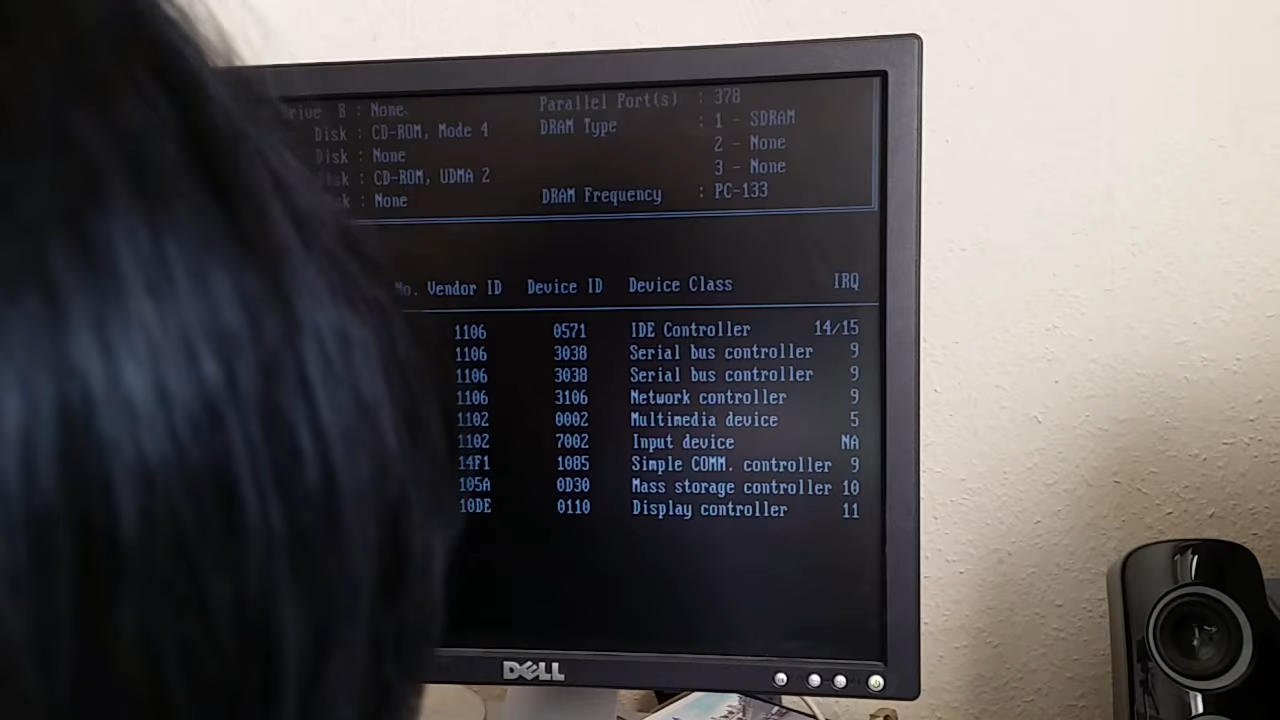 Drive B : None Parallel Port(s) : 378
Disk : CD-ROM, Mode 4 DRAM Type : 1 - SDRAM
Disk : None 2 - None
Disk : CD-ROM, UDMA 2 3 - None
: None DRAM Frequency : PC-133
No. Vendor ID Device ID Device Class IRQ
1106 0571 IDE Controller 14/15
1106 3038 Serial bus controller 9
1106 3038 Serial bus controller 9
1106 3106 Network controller 9
1102 0002 Multimedia device 5
1102 7002 Input device NA
14F1 1085 Simple COMM. controller 9
105A 0D30 Mass storage controller 10
10DE 0110 Display controller 11
DELL